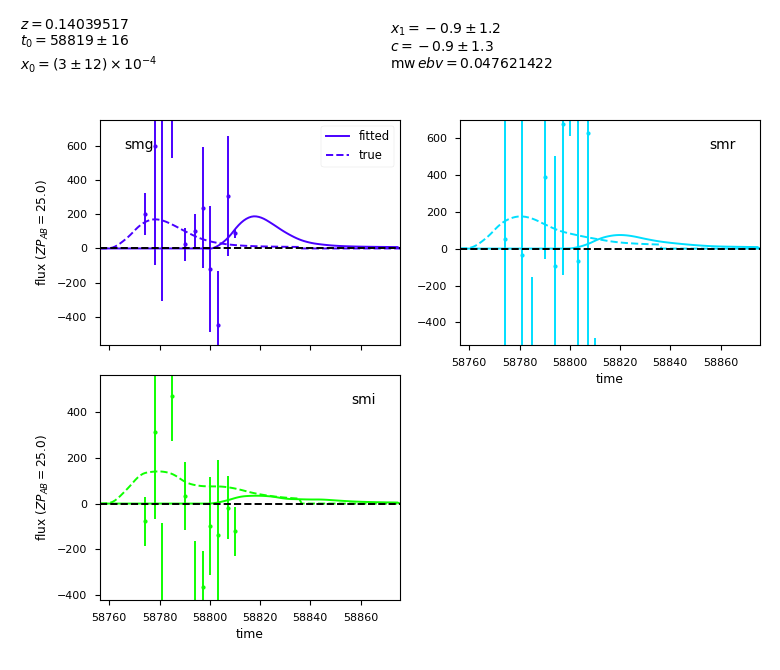 z = 0.14039517
t₀ = 58819 ± 16
x₀ = (3 ± 12) × 10⁻⁴
x₁ = −0.9 ± 1.2
c = −0.9 ± 1.3
mw ebv = 0.047621422
smg
fitted
true
600
400
200
0
−200
−400
flux (ZP_AB = 25.0)
smr
600
400
200
0
−200
−400
58760 58780 58800 58820 58840 58860
time
smi
400
200
0
−200
−400
flux (ZP_AB = 25.0)
58760 58780 58800 58820 58840 58860
time